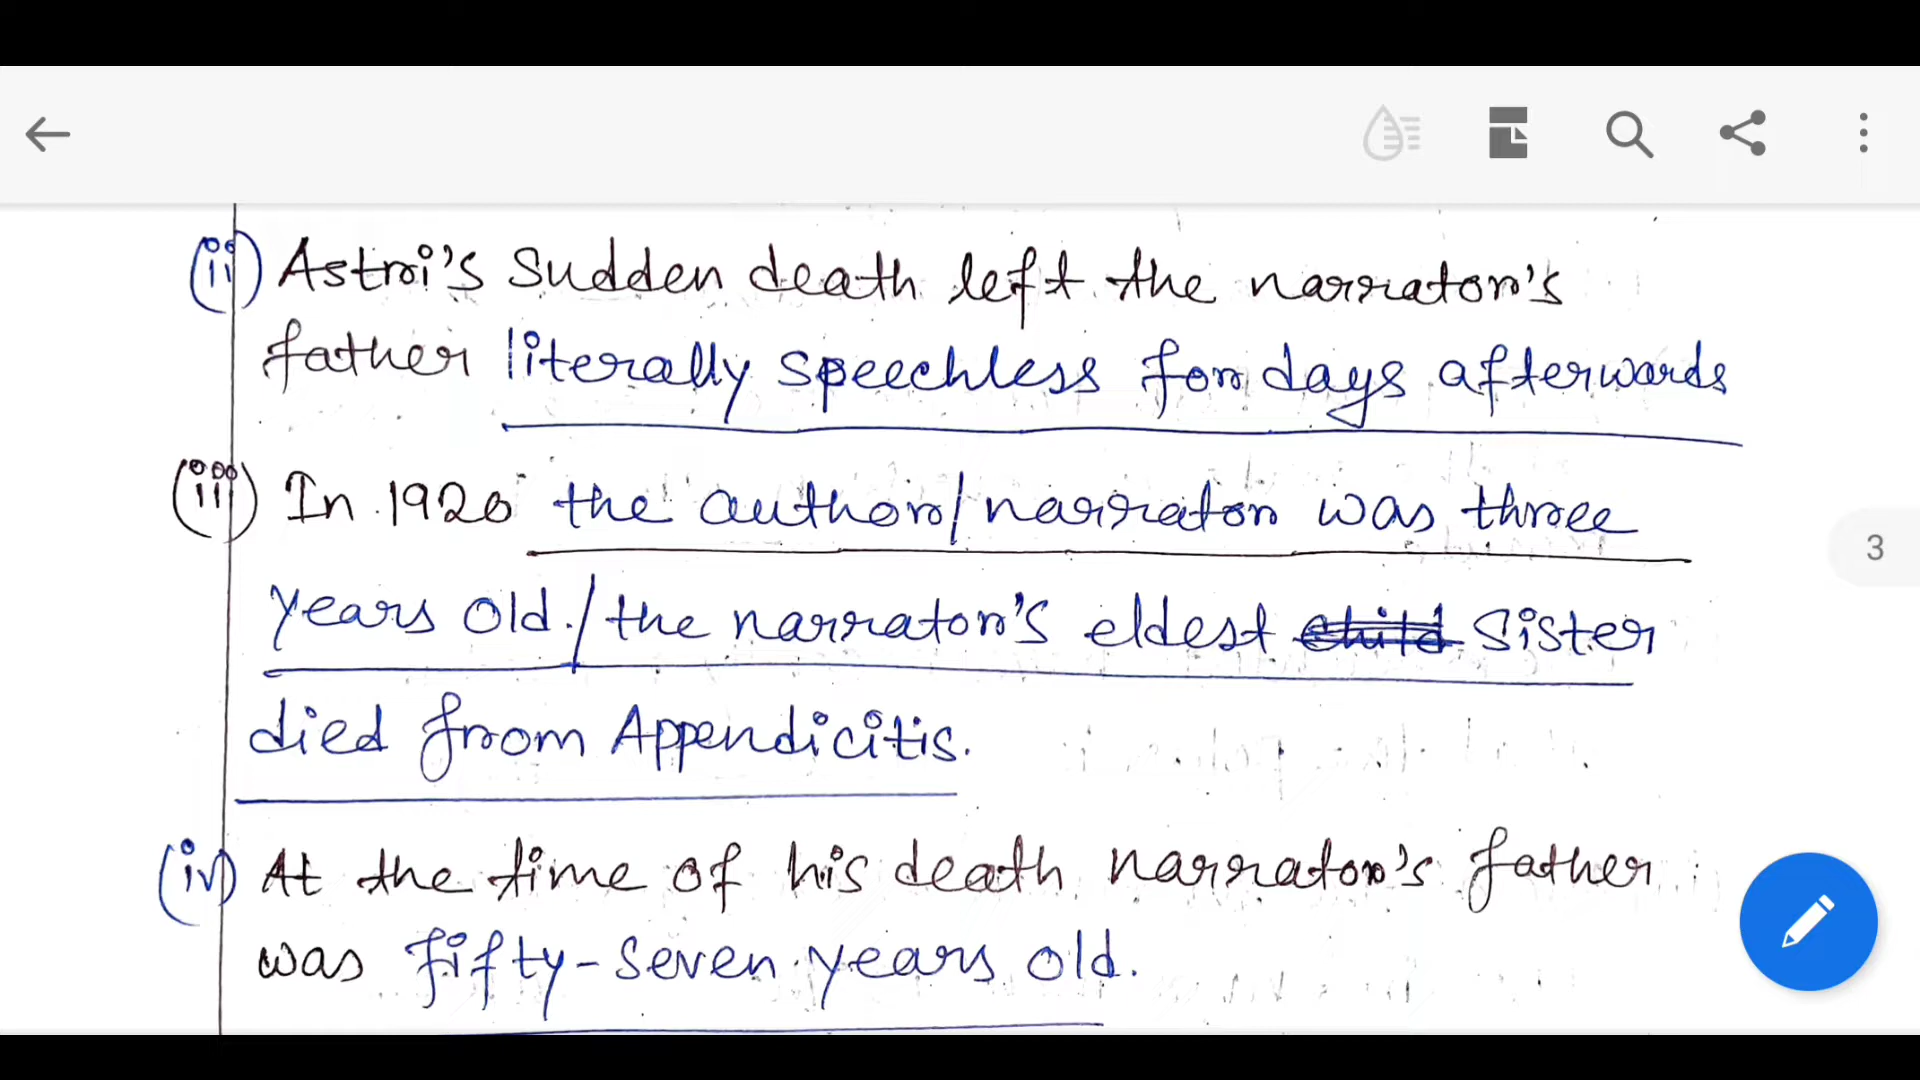 (ii) Astroi's Sudden death left the narrator's
father literally speechless for days afterwards
(iii) In 1920 the author/narrator was three
years old./the narrator's eldest child Sister
died from Appendicitis.
3
(iv) At the time of his death narrator's father
was fifty-seven years old.